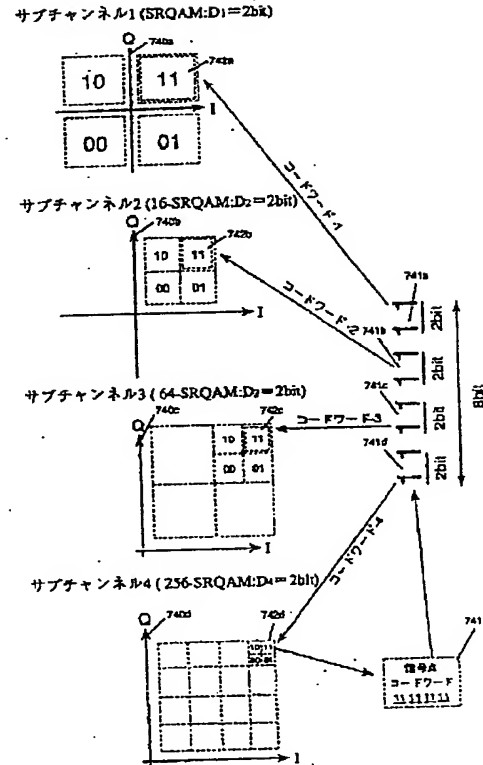 サブチャンネル1 (SRQAM:D1=2bit)
Q
740a
742a
10 11
I
00 01
サブチャンネル2 (16-SRQAM:D2=2bit)
Q
740b
742b
10 11
00 01
I
コードワード-1
コードワード-2
741a
2bit
741b
2bit
741c
2bit
741d
2bit
8bit
サブチャンネル3 (64-SRQAM:D3=2bit)
740c
742c
Q
10 11
00 01
I
コードワード-3
コードワード-4
サブチャンネル4 (256-SRQAM:D4=2bit)
Q
740d
742d
10 11
00 01
I
741
信号点
コードワード
11 11 11 11